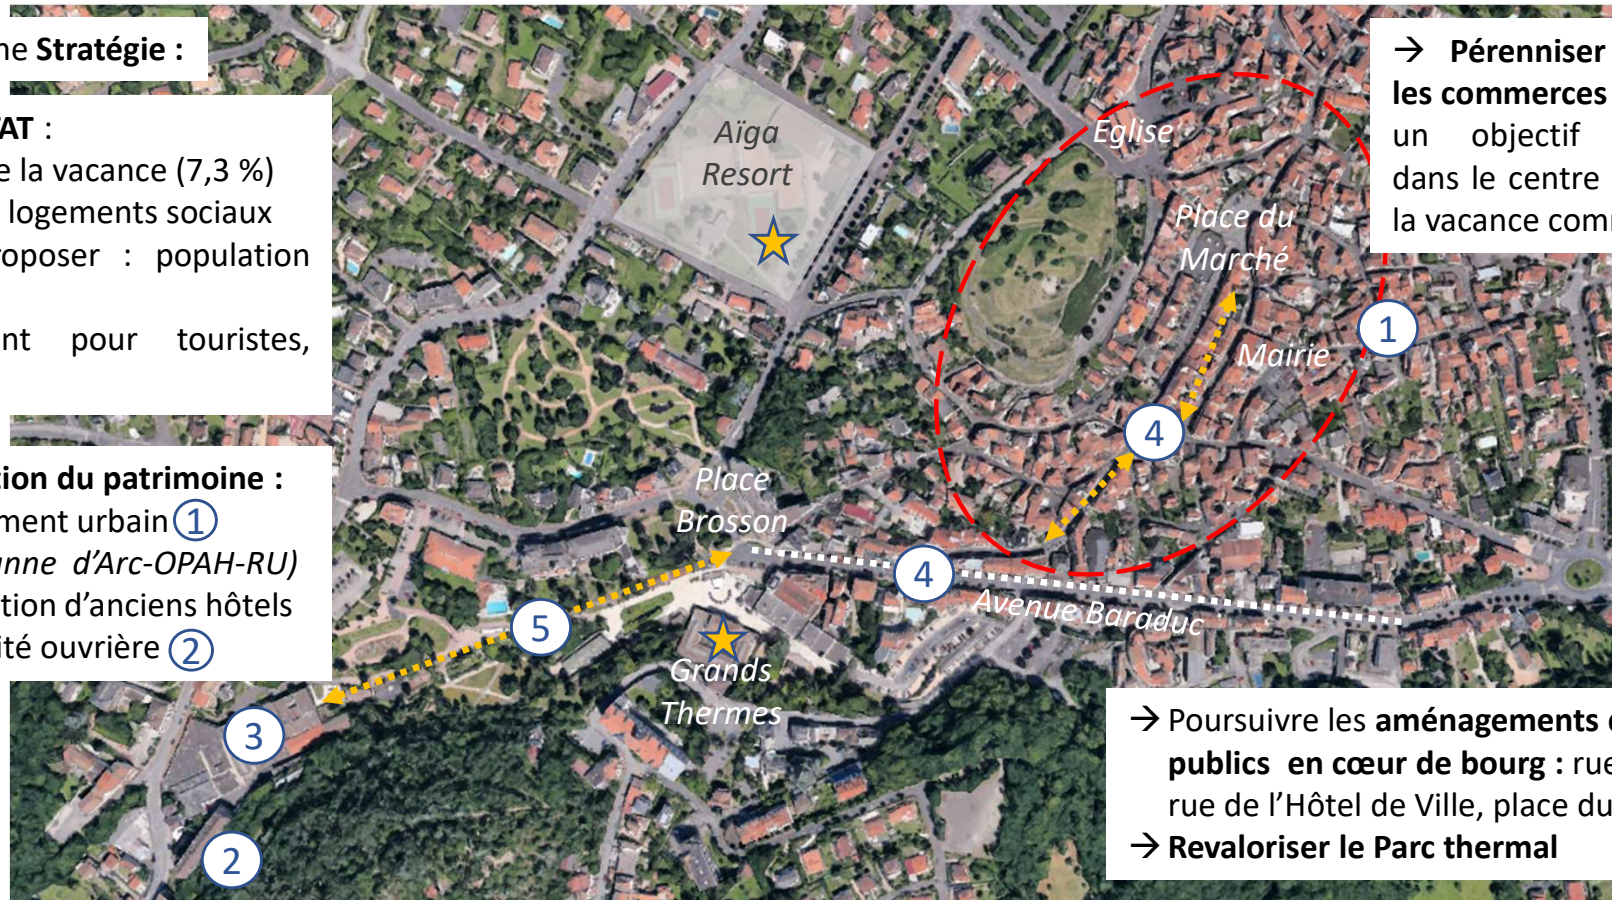 ne Stratégie :
TAT :
e la vacance (7,3 %)
logements sociaux
roposer : population
nt pour touristes,
tion du patrimoine :
ment urbain 1
nne d'Arc-OPAH-RU)
tion d'anciens hôtels
ité ouvrière 2
Aïga
Resort
Eglise
Place du
Marché
Mairie
1
4
Place
Brosson
4
Avenue Baraduc
5
Grands
Thermes
3
2
→ Pérenniser
les commerces
un objectif
dans le centre
la vacance com
→ Poursuivre les aménagements
publics en cœur de bourg : rue
rue de l'Hôtel de Ville, place du
→ Revaloriser le Parc thermal